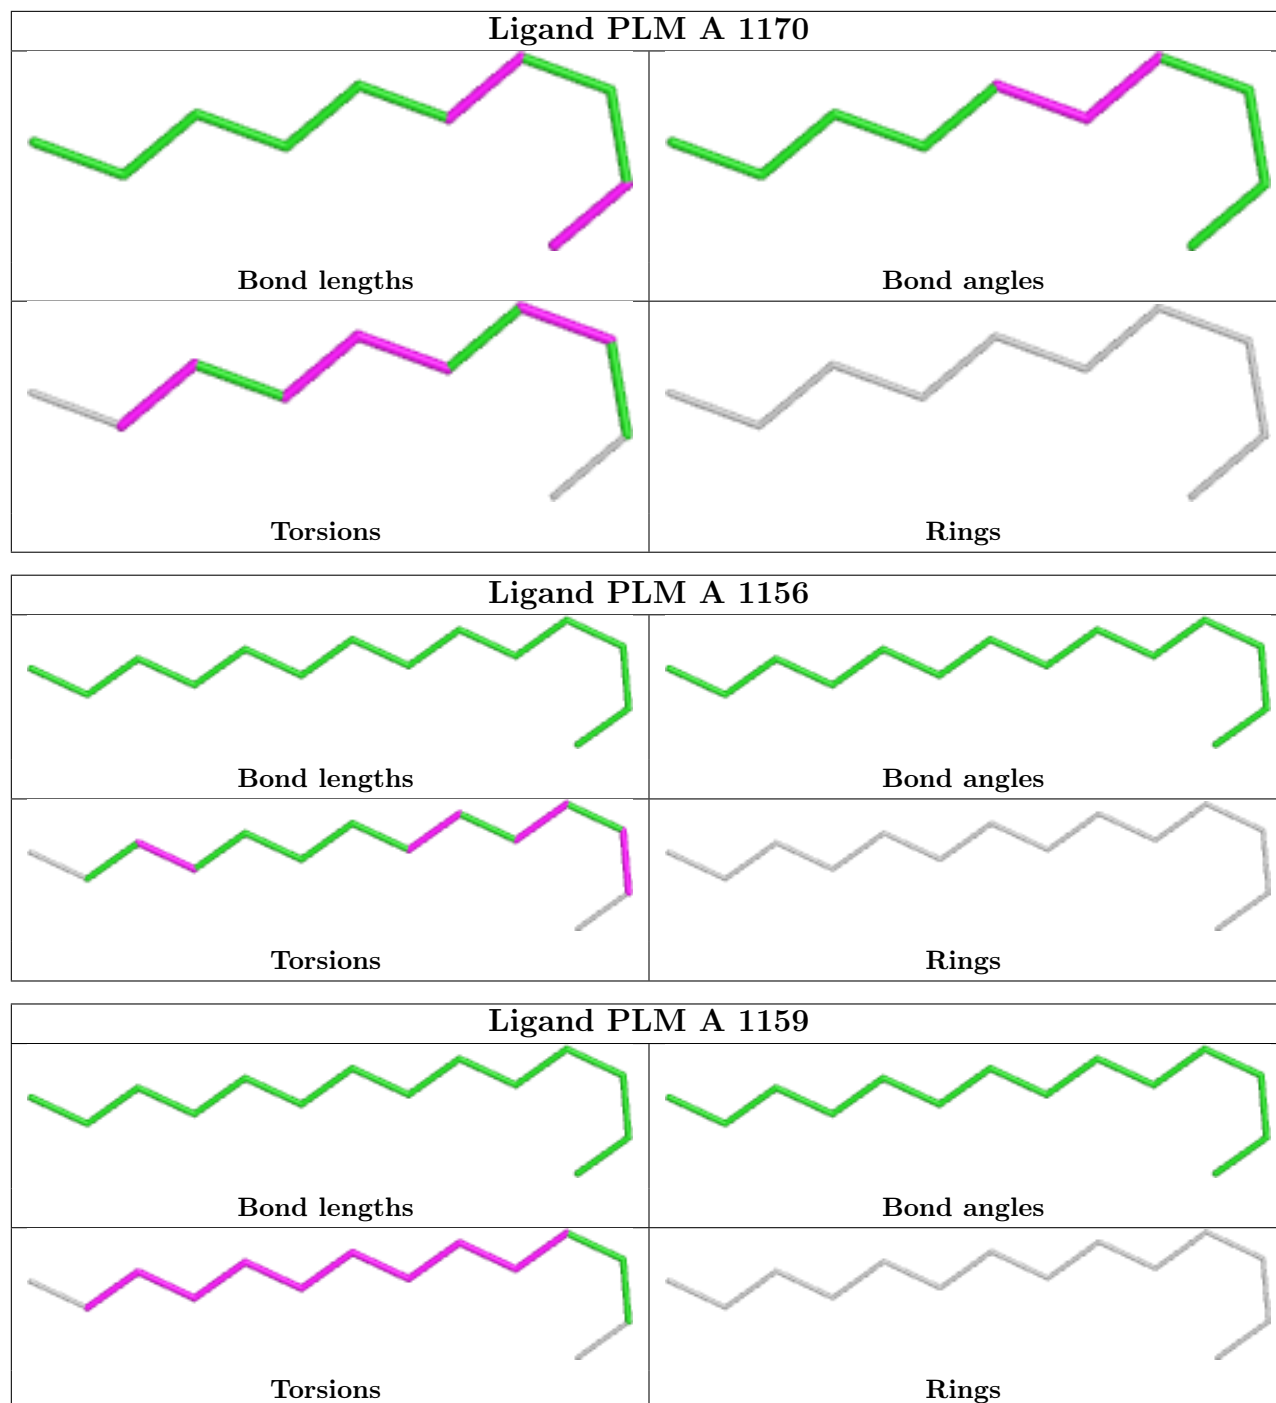 Ligand PLM A 1170
Bond lengths
Bond angles
Torsions
Rings
Ligand PLM A 1156
Bond lengths
Bond angles
Torsions
Rings
Ligand PLM A 1159
Bond lengths
Bond angles
Torsions
Rings